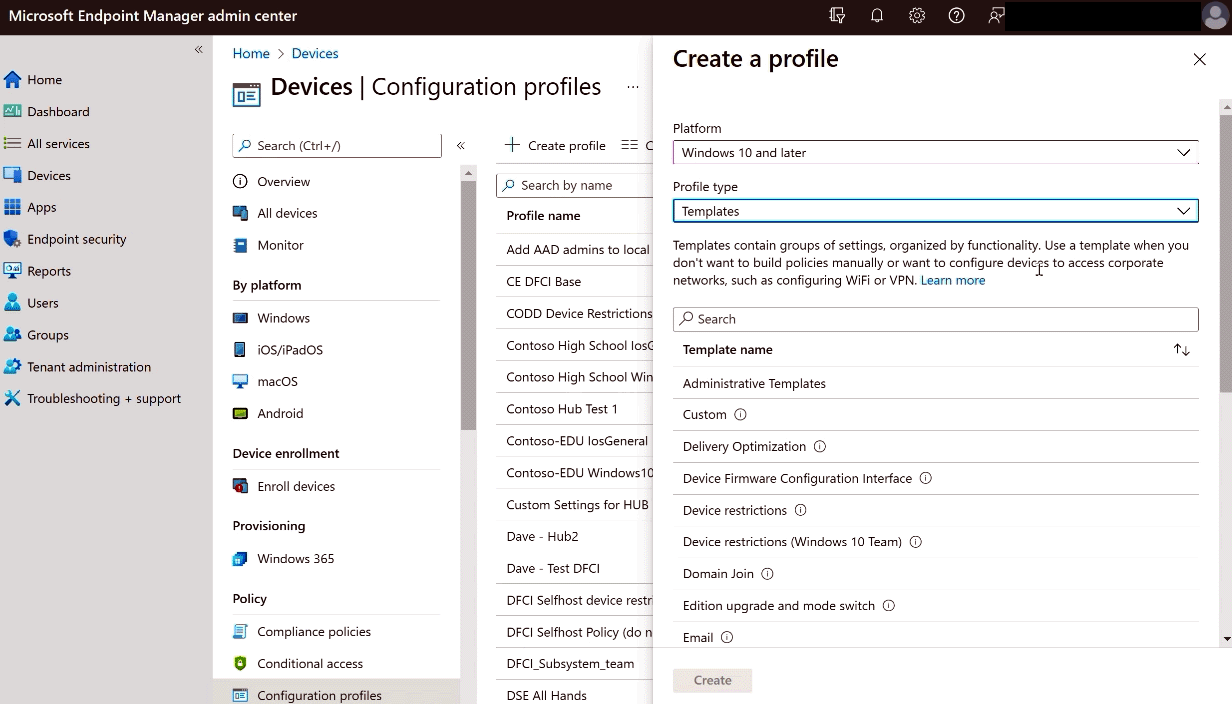 Microsoft Endpoint Manager admin center
Home
Dashboard
All services
Devices
Apps
Endpoint security
Reports
Users
Groups
Tenant administration
Troubleshooting + support
Home > Devices
Devices | Configuration profiles ...
Search (Ctrl+/)
Overview
All devices
Monitor
By platform
Windows
iOS/iPadOS
macOS
Android
Device enrollment
Enroll devices
Provisioning
Windows 365
Policy
Compliance policies
Conditional access
Configuration profiles
Create profile C
Search by name
Profile name
Add AAD admins to local
CE DFCI Base
CODD Device Restrictions
Contoso High School IosG
Contoso High School Win
Contoso Hub Test 1
Contoso-EDU IosGeneral
Contoso-EDU Windows10
Custom Settings for HUB
Dave - Hub2
Dave - Test DFCI
DFCI Selfhost device restri
DFCI Selfhost Policy (do n
DFCI_Subsystem_team
DSE All Hands
Create a profile
Platform
Windows 10 and later
Profile type
Templates
Templates contain groups of settings, organized by functionality. Use a template when you
don't want to build policies manually or want to configure devices to access corporate
networks, such as configuring WiFi or VPN. Learn more
Search
Template name
Administrative Templates
Custom
Delivery Optimization
Device Firmware Configuration Interface
Device restrictions
Device restrictions (Windows 10 Team)
Domain Join
Edition upgrade and mode switch
Email
Create